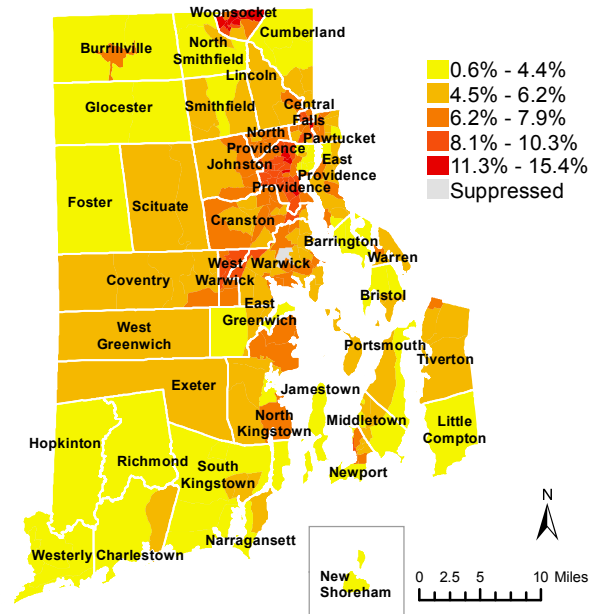 Woonsocket
Burrillville
North
Smithfield
Cumberland
Lincoln
Glocester
Smithfield
Central
Falls
Pawtucket
North
Providence
Johnston
East
Providence
Providence
Foster
Scituate
Cranston
Barrington
Warren
West
Warwick
Warwick
Coventry
Bristol
East
Greenwich
West
Greenwich
Portsmouth
Tiverton
Exeter
Jamestown
North
Kingstown
Middletown
Little
Compton
Hopkinton
Richmond
South
Kingstown
Newport
Narragansett
Westerly
Charlestown
New
Shoreham
0.6% - 4.4%
4.5% - 6.2%
6.2% - 7.9%
8.1% - 10.3%
11.3% - 15.4%
Suppressed
N
0 2.5 5 10 Miles